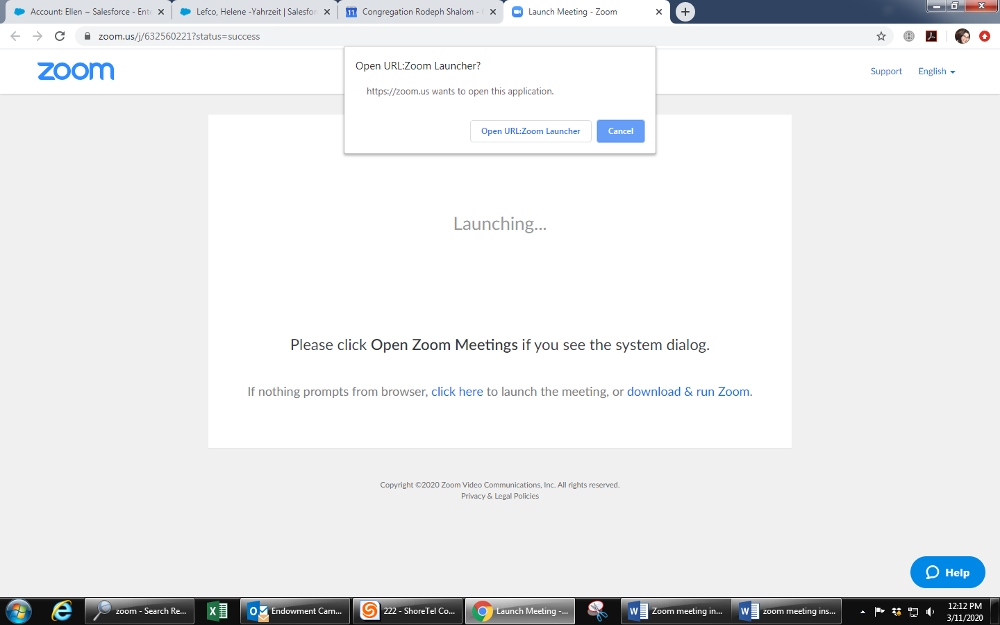 Account: Ellen ~ Salesforce - Ente
Lefco, Helene -Yahrzeit | Salesfor
11
Congregation Rodeph Shalom -
Launch Meeting - Zoom
zoom.us/j/632560221?status=success
zoom
Support
English
Open URL:Zoom Launcher?
https://zoom.us wants to open this application.
Open URL:Zoom Launcher
Cancel
Launching...
Please click Open Zoom Meetings if you see the system dialog.
If nothing prompts from browser, click here to launch the meeting, or download & run Zoom.
Copyright ©2020 Zoom Video Communications, Inc. All rights reserved.
Privacy & Legal Policies
Help
zoom - Search Re...
Endowment Cam...
222 - ShoreTel Co...
Launch Meeting -...
Zoom meeting in...
zoom meeting ins...
12:12 PM
3/11/2020